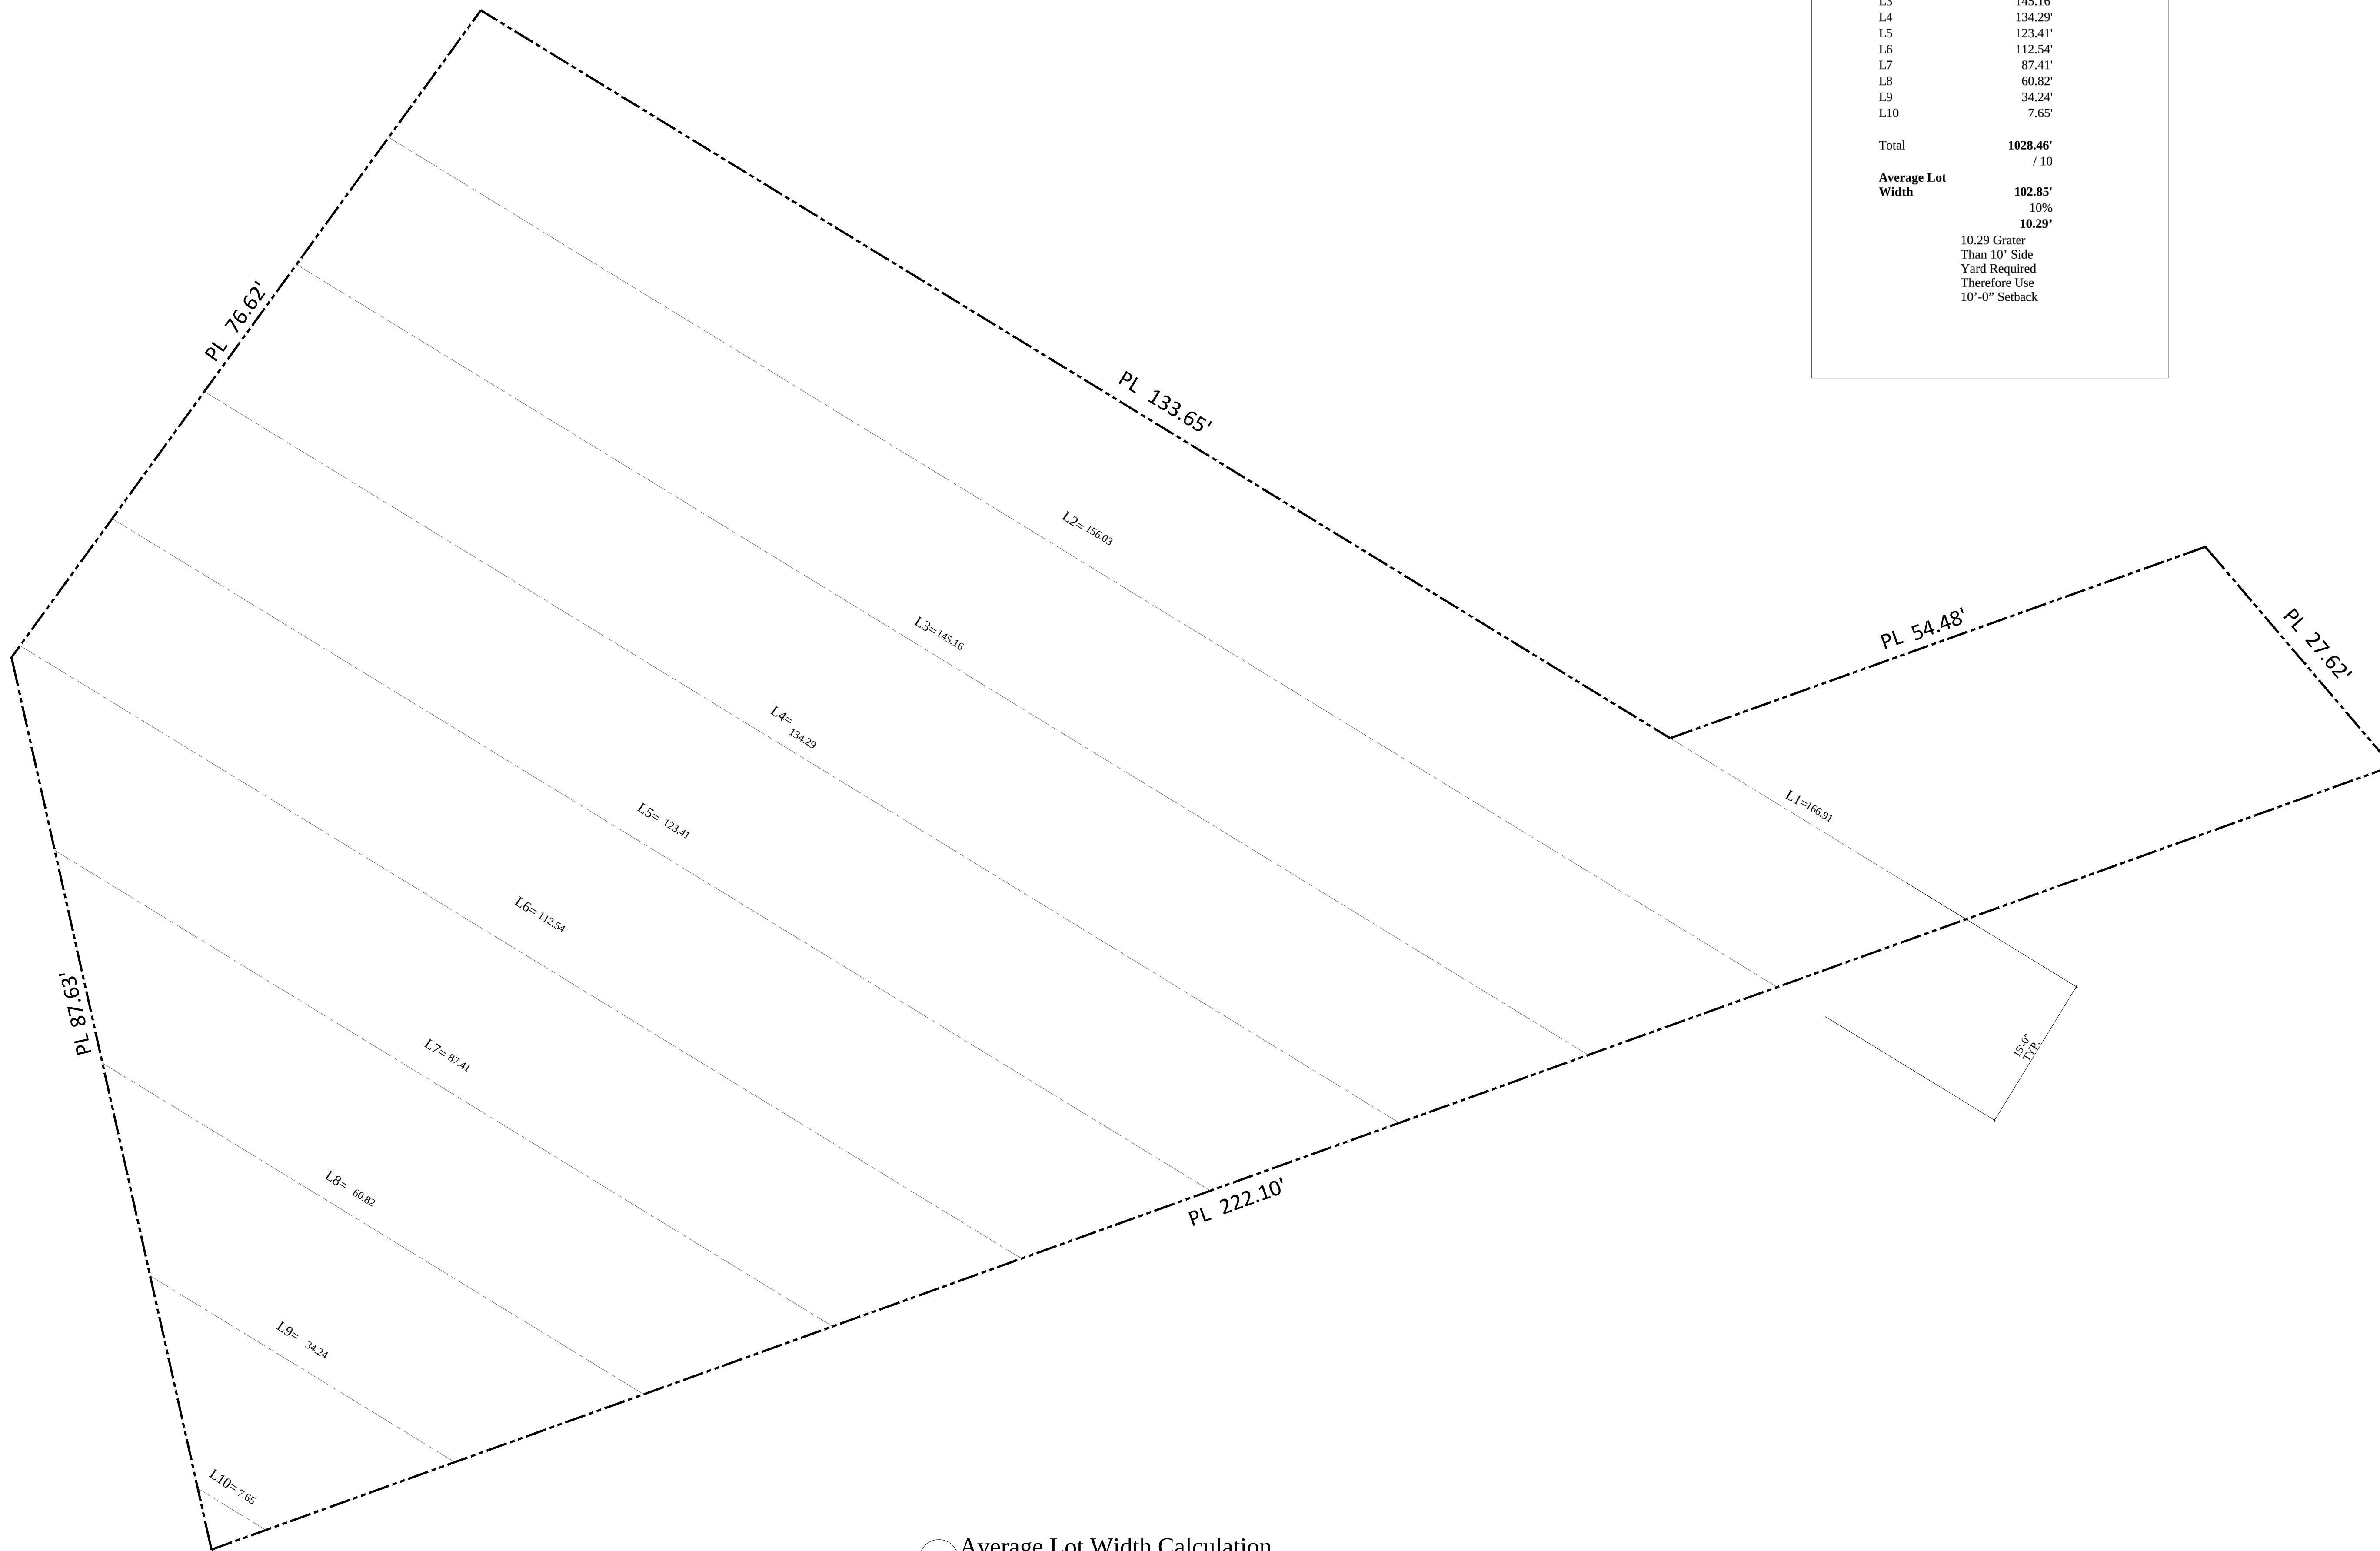 L3 145.16'
L4 134.29'
L5 123.41'
L6 112.54'
L7 87.41'
L8 60.82'
L9 34.24'
L10 7.65'
Total 1028.46'
/ 10
Average Lot
Width 102.85'
10%
10.29’
10.29 Grater
Than 10’ Side
Yard Required
Therefore Use
10’-0” Setback
PL 76.62'
PL 133.65'
L2= 156.03
PL 54.48'
PL 27.62'
L3= 145.16
L4=
134.29
L1= 166.91
L5= 123.41
L6= 112.54
PL 87.63'
L7= 87.41
15'-0"
TYP.
L8= 60.82
PL 222.10'
L9= 34.24
L10= 7.65
Average Lot Width Calculation